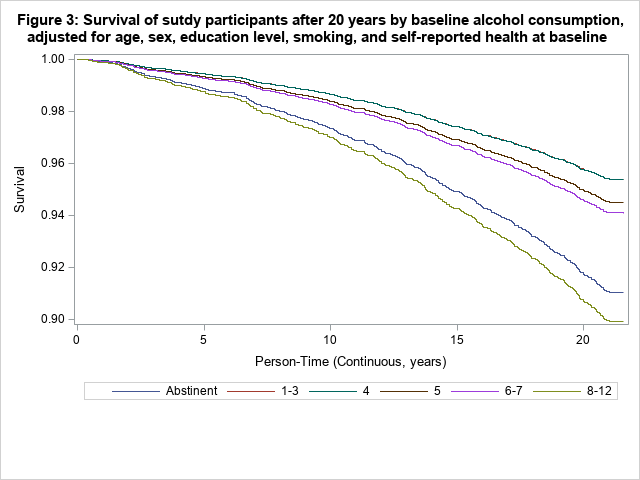 Figure 3: Survival of sutdy participants after 20 years by baseline alcohol consumption,
adjusted for age, sex, education level, smoking, and self-reported health at baseline
1.00
0.98
0.96
0.94
0.92
0.90
Survival
0 5 10 15 20
Person-Time (Continuous, years)
Abstinent 1-3 4 5 6-7 8-12